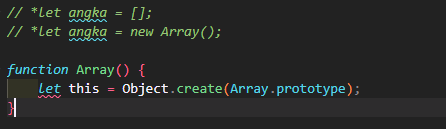 // *let angka = [];
// *let angka = new Array();
function Array() {
let this = Object.create(Array.prototype);
}